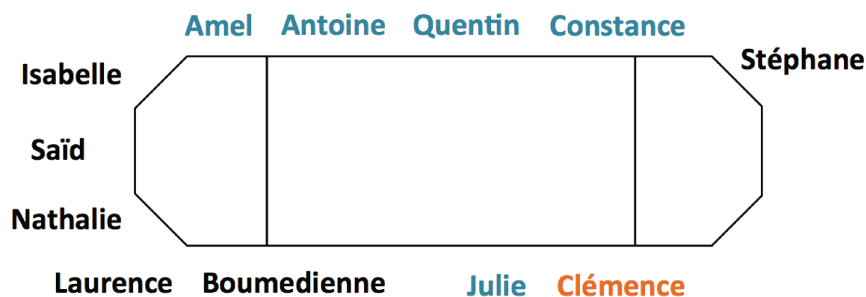 Amel Antoine Quentin Constance
Stéphane
Isabelle
Saïd
Nathalie
Laurence Boumedienne Julie Clémence